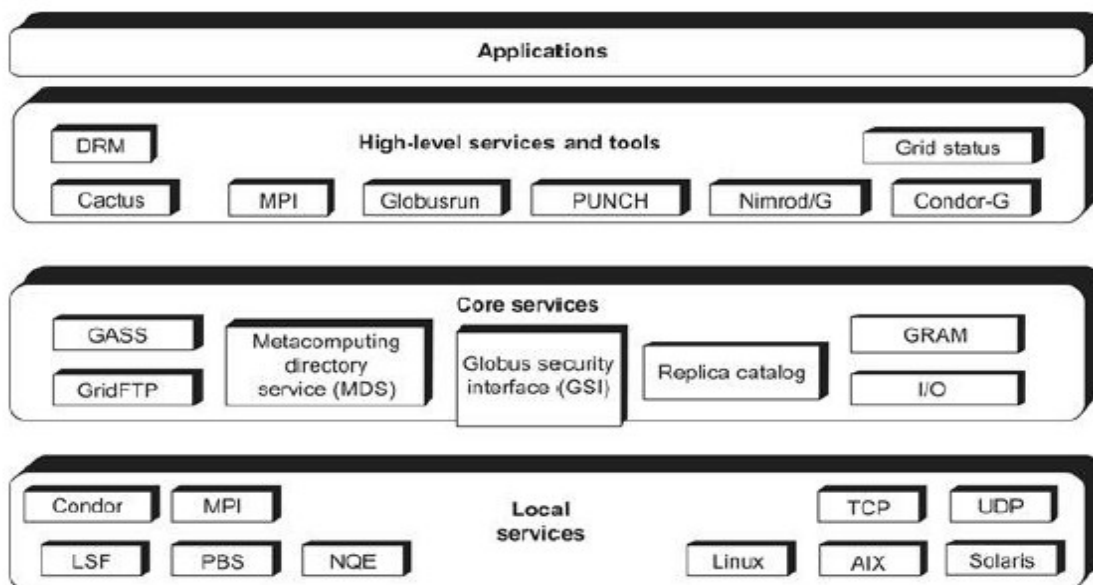 Applications
High-level services and tools
DRM
Grid status
Cactus
MPI
Globusrun
PUNCH
Nimrod/G
Condor-G
Core services
GASS
Metacomputing
directory
service (MDS)
Globus security
interface (GSI)
Replica catalog
GRAM
GridFTP
I/O
Local
services
Condor
MPI
TCP
UDP
LSF
PBS
NQE
Linux
AIX
Solaris